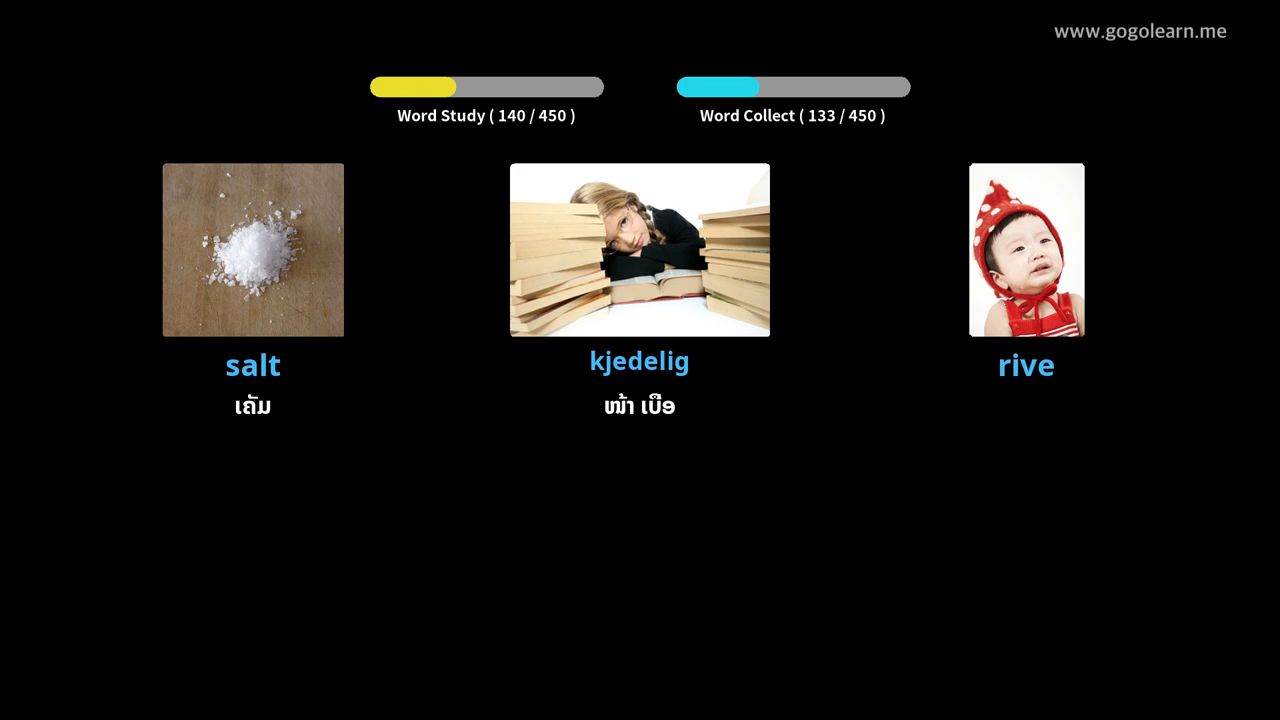 www.gogolearn.me
Word Study ( 140 / 450 )
Word Collect ( 133 / 450 )
salt
kjedelig
rive
ເຄັມ
ໜ້າ ເບື່ອ